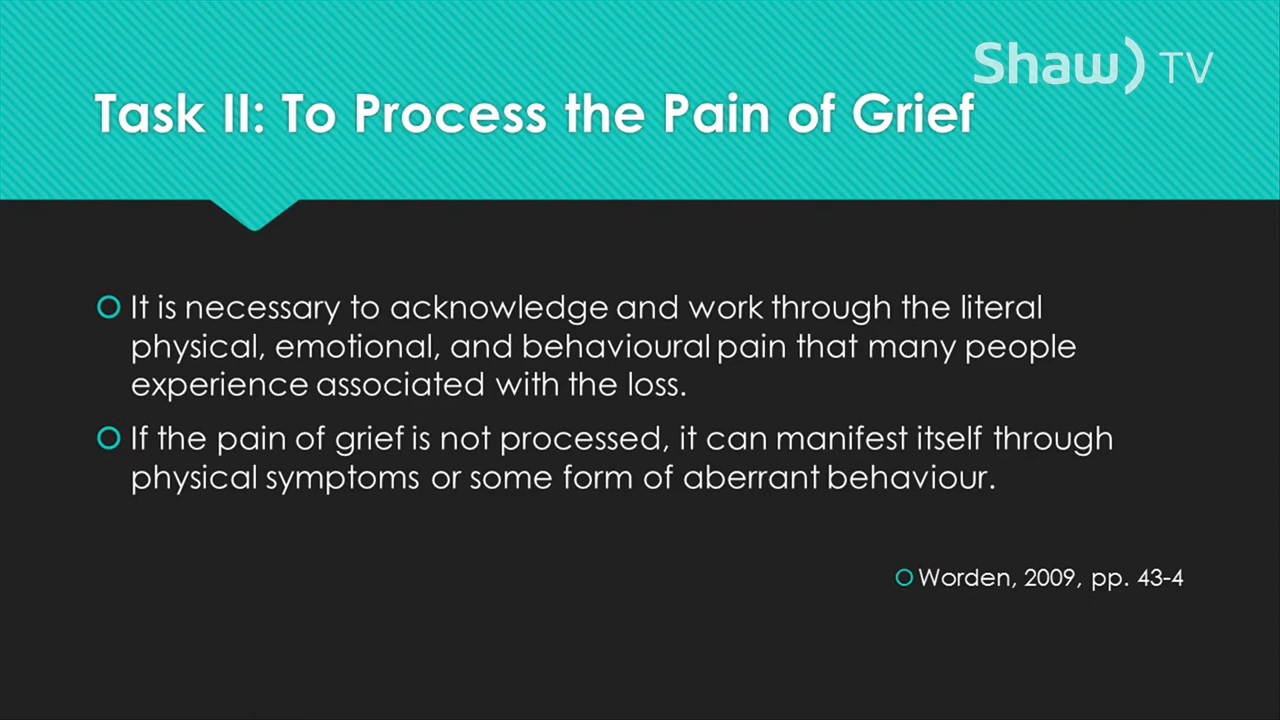 Shaw) TV
Task II: To Process the Pain of Grief
It is necessary to acknowledge and work through the literal
physical, emotional, and behavioural pain that many people
experience associated with the loss.
If the pain of grief is not processed, it can manifest itself through
physical symptoms or some form of aberrant behaviour.
Worden, 2009, pp. 43-4